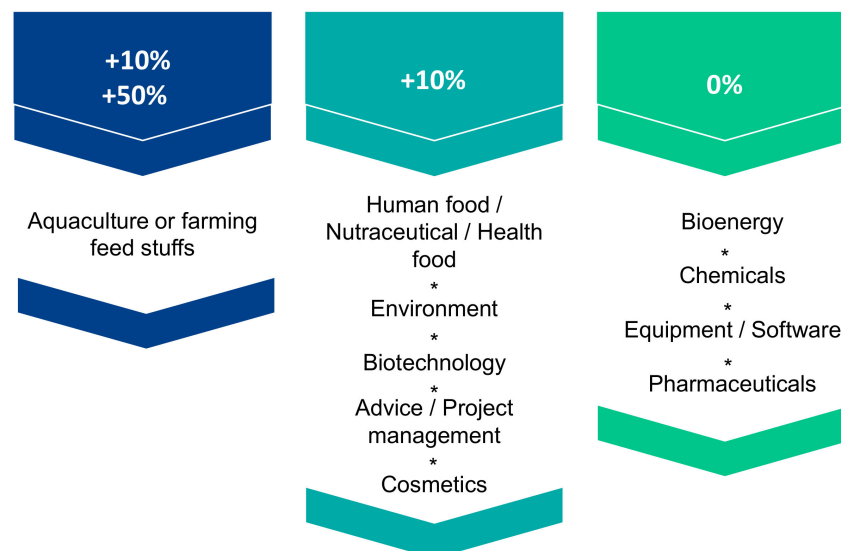 +10%
+50%
Aquaculture or farming
feed stuffs
+10%
Human food /
Nutraceutical / Health
food
*
Environment
*
Biotechnology
*
Advice / Project
management
*
Cosmetics
0%
Bioenergy
*
Chemicals
*
Equipment / Software
*
Pharmaceuticals